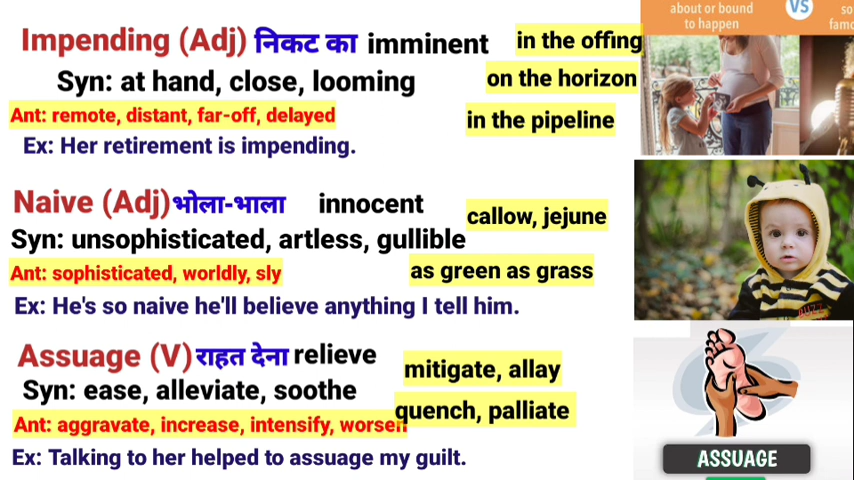 Impending (Adj) निकट का imminent
in the offing
Syn: at hand, close, looming
on the horizon
Ant: remote, distant, far-off, delayed
in the pipeline
Ex: Her retirement is impending.
Naive (Adj) भोला-भाला innocent
callow, jejune
Syn: unsophisticated, artless, gullible
Ant: sophisticated, worldly, sly
as green as grass
Ex: He's so naive he'll believe anything I tell him.
Assuage (V) राहत देना relieve
mitigate, allay
Syn: ease, alleviate, soothe
quench, palliate
Ant: aggravate, increase, intensify, worsen
Ex: Talking to her helped to assuage my guilt.
about or bound
to happen
VS
so
famo
BUZZ
ASSUAGE